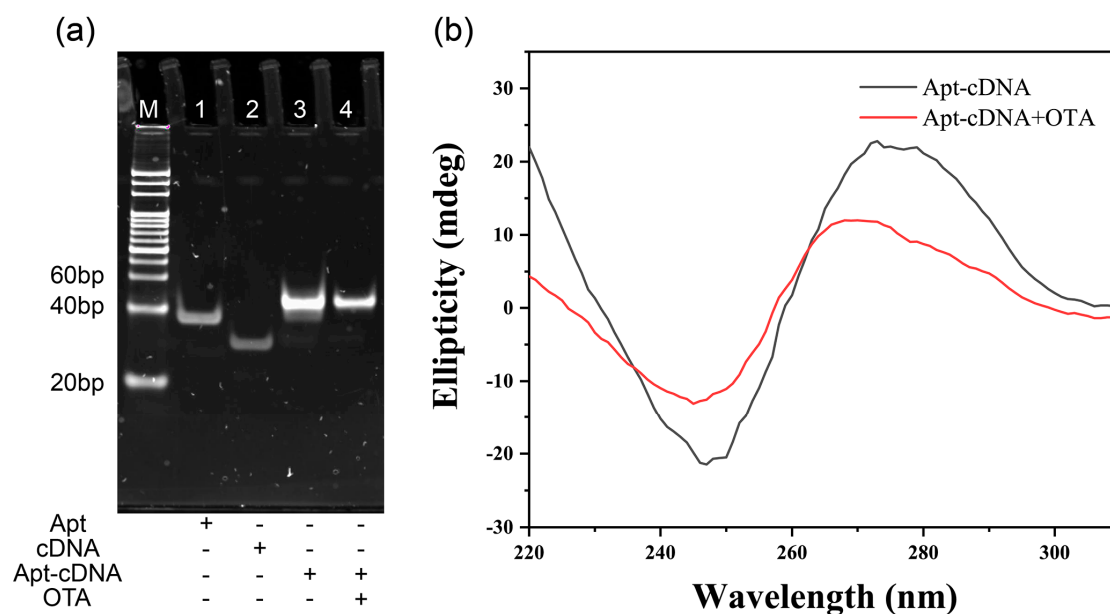 (a)
M 1 2 3 4
60bp
40bp
20bp
Apt + - - -
cDNA - + - -
Apt-cDNA - - + +
OTA - - - +
(b)
Ellipticity (mdeg)
30
20
10
0
-10
-20
-30
Apt-cDNA
Apt-cDNA+OTA
220 240 260 280 300
Wavelength (nm)